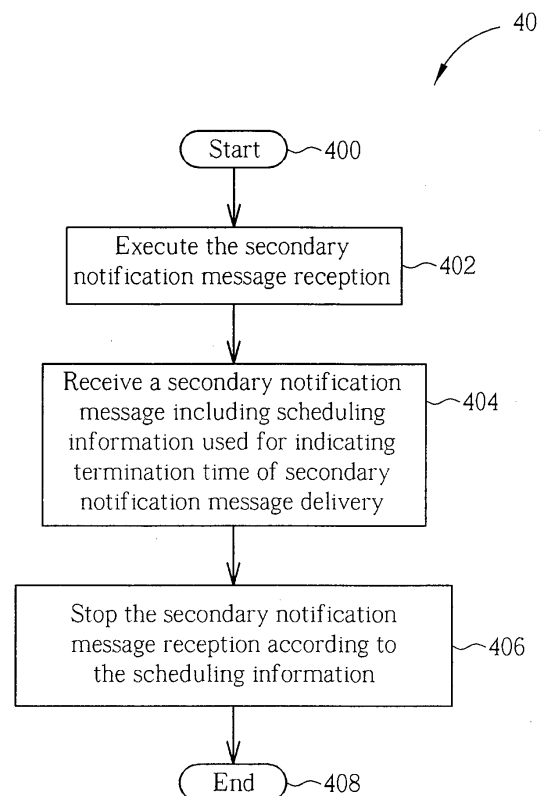 40
Start
400
Execute the secondary
notification message reception
402
Receive a secondary notification
message including scheduling
information used for indicating
termination time of secondary
notification message delivery
404
Stop the secondary notification
message reception according to
the scheduling information
406
End
408